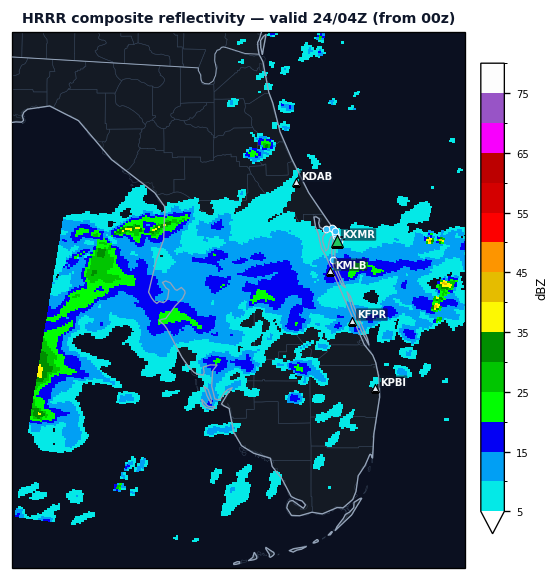 HRRR composite reflectivity — valid 24/04Z (from 00z)
KDAB
KXMR
KMLB
KFPR
KPBI
75
65
55
45
35
25
15
5
dBZ